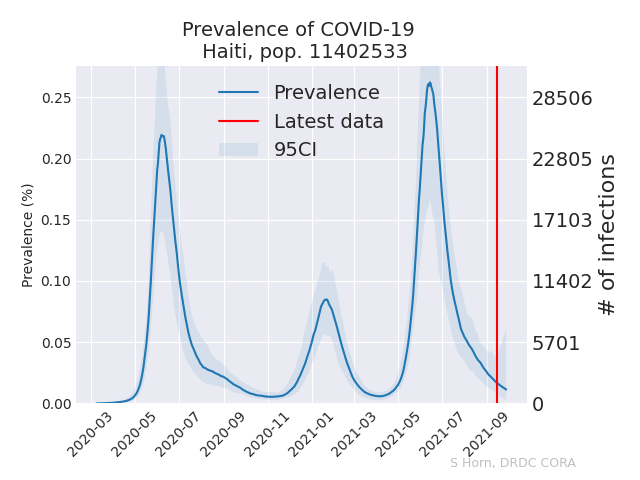 Prevalence of COVID-19
Haiti, pop. 11402533
Prevalence
Latest data
95CI
Prevalence (%)
0.25
0.20
0.15
0.10
0.05
0.00
28506
22805
17103
11402
5701
0
# of infections
2020-03
2020-05
2020-07
2020-09
2020-11
2021-01
2021-03
2021-05
2021-07
2021-09
S Horn, DRDC CORA